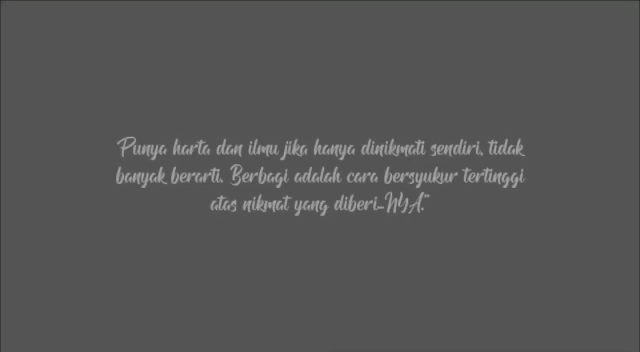 "Punya harta dan ilmu jika hanya dinikmati sendiri, tidak
banyak berarti. Berbagi adalah cara bersyukur tertinggi
atas nikmat yang diberi-NYA."